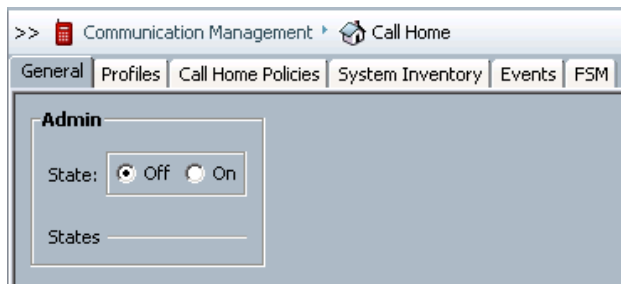 >> Communication Management Call Home
General Profiles Call Home Policies System Inventory Events FSM
Admin
State: Off On
States